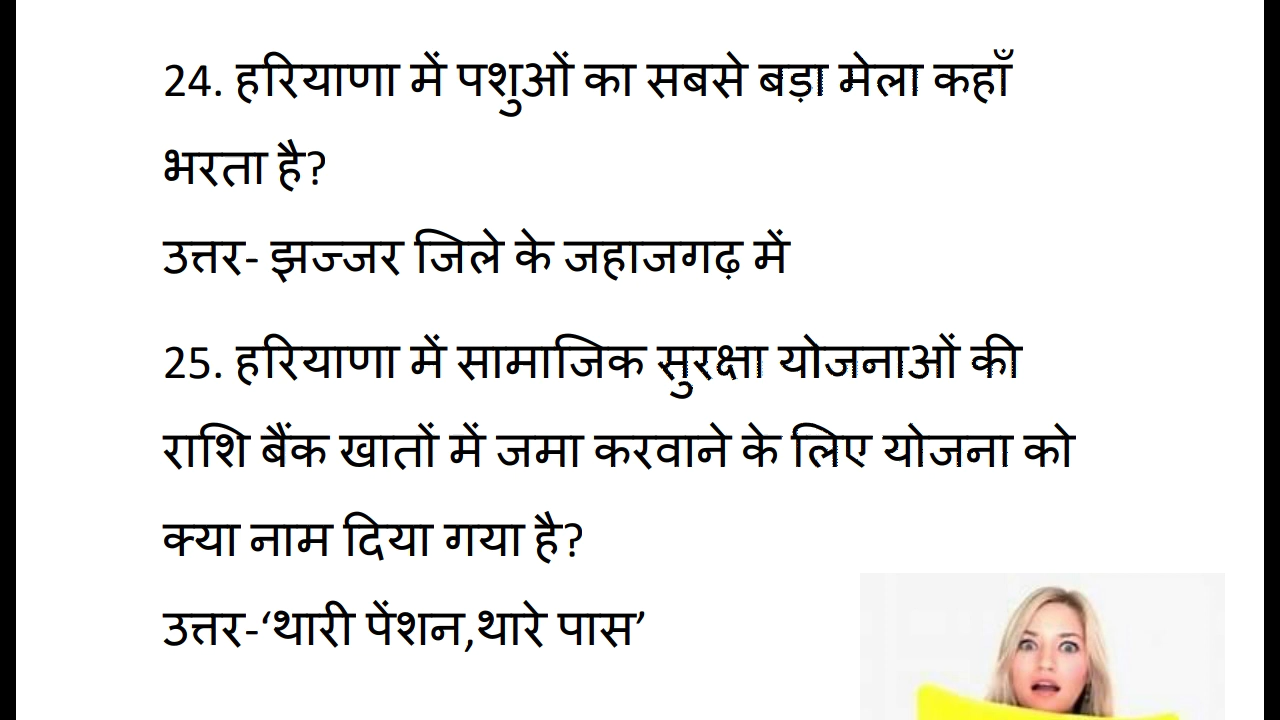 24. हरियाणा में पशुओं का सबसे बड़ा मेला कहाँ
भरता है?
उत्तर- झज्जर जिले के जहाजगढ़ में
25. हरियाणा में सामाजिक सुरक्षा योजनाओं की
राशि बैंक खातों में जमा करवाने के लिए योजना को
क्या नाम दिया गया है?
उत्तर-‘थारी पेंशन,थारे पास’